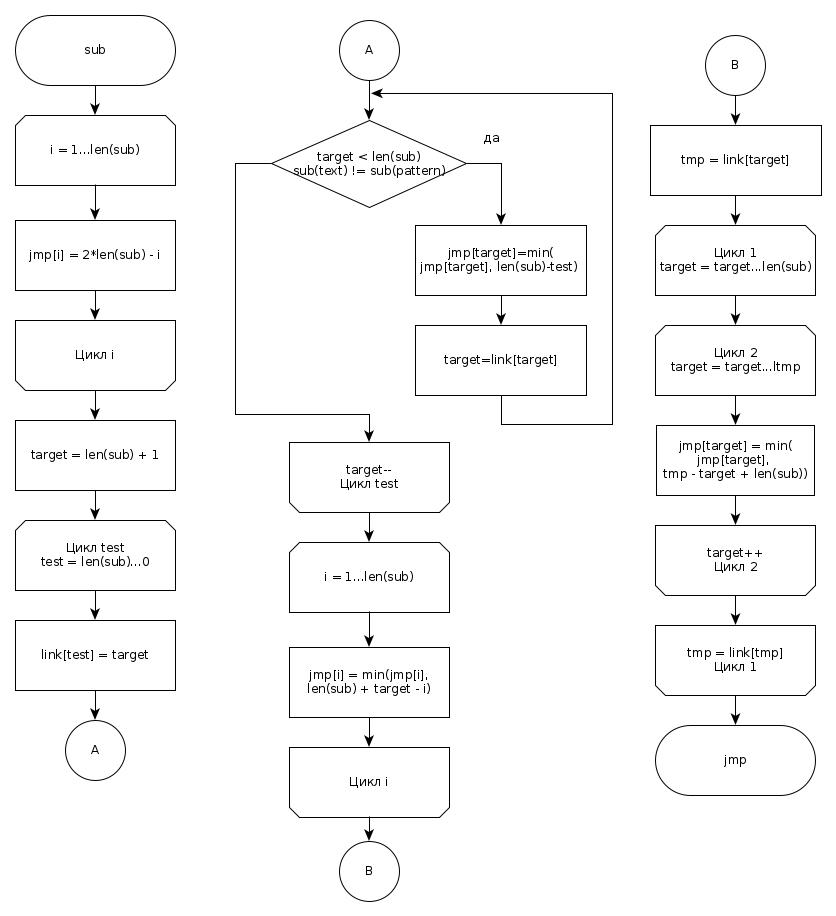 sub
i = 1...len(sub)
jmp[i] = 2*len(sub) - i
Цикл i
target = len(sub) + 1
Цикл test
test = len(sub)...0
link[test] = target
A
A
target < len(sub)
sub(text) != sub(pattern)
да
jmp[target]=min(
jmp[target], len(sub)-test)
target=link[target]
target--
Цикл test
i = 1...len(sub)
jmp[i] = min(jmp[i],
len(sub) + target - i)
Цикл i
B
B
tmp = link[target]
Цикл 1
target = target...len(sub)
Цикл 2
target = target...ltmp
jmp[target] = min(
jmp[target],
tmp - target + len(sub))
target++
Цикл 2
tmp = link[tmp]
Цикл 1
jmp